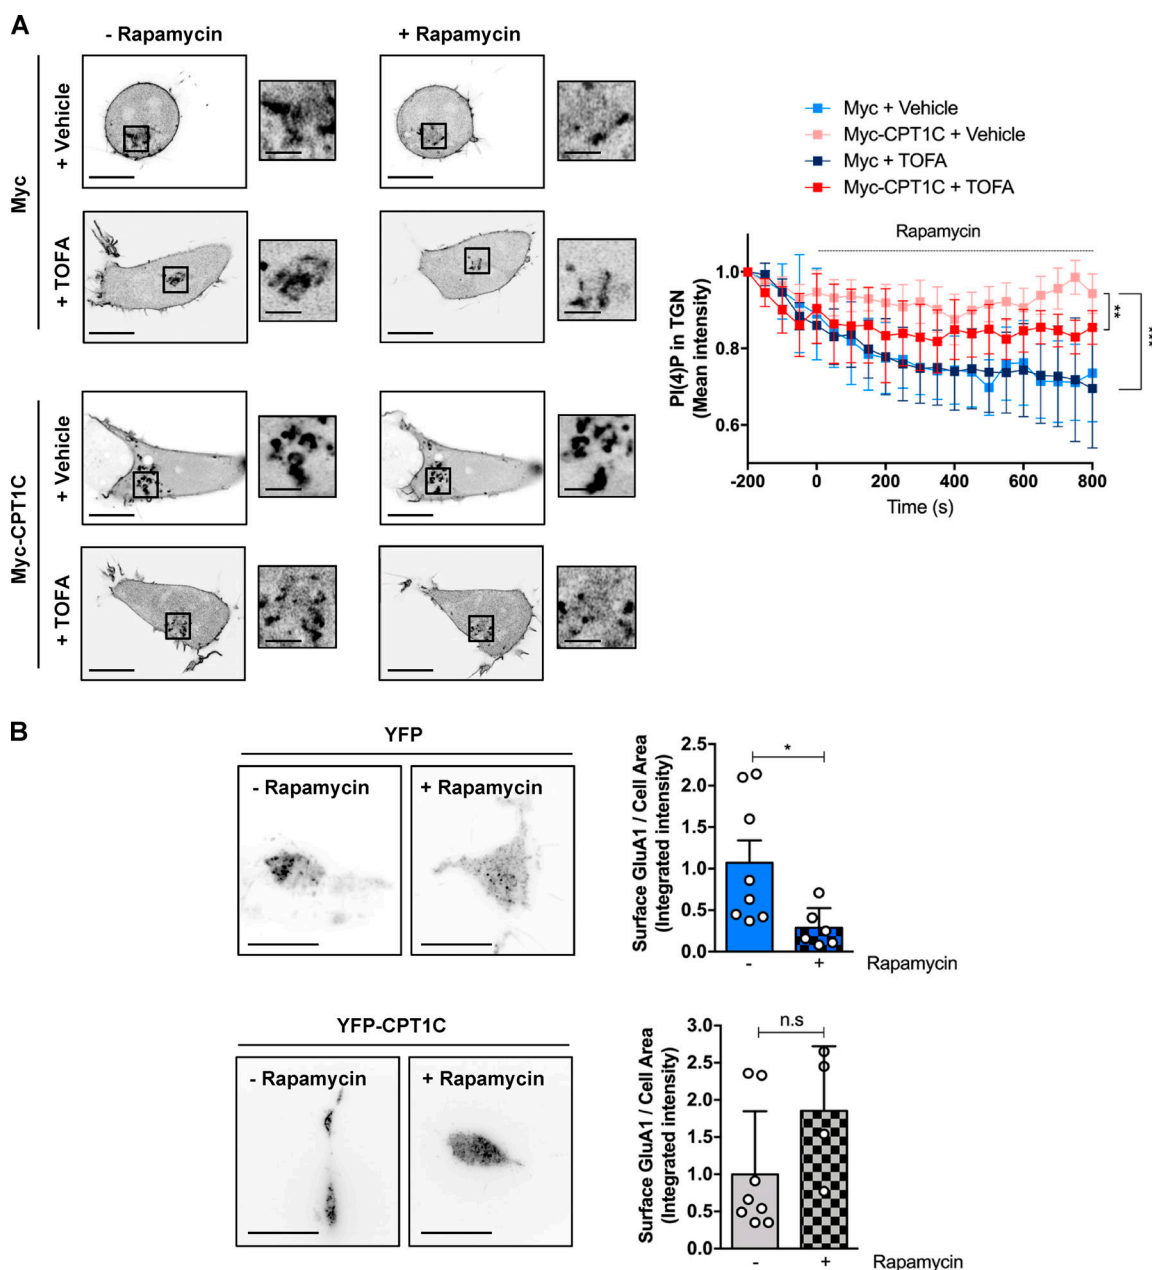 A
- Rapamycin
+ Rapamycin
Myc
+ Vehicle
+ TOFA
Myc-CPT1C
+ Vehicle
+ TOFA
Myc + Vehicle
Myc-CPT1C + Vehicle
Myc + TOFA
Myc-CPT1C + TOFA
Rapamycin
PI(4)P in TGN
(Mean intensity)
1.0
0.8
0.6
-200
0
200
400
600
800
Time (s)
**
***
B
YFP
- Rapamycin
+ Rapamycin
Surface GluA1 / Cell Area
(Integrated intensity)
2.5
2.0
1.5
1.0
0.5
0.0
*
-
+
Rapamycin
YFP-CPT1C
- Rapamycin
+ Rapamycin
Surface GluA1 / Cell Area
(Integrated intensity)
3.0
2.5
2.0
1.5
1.0
0.5
0.0
n.s
-
+
Rapamycin